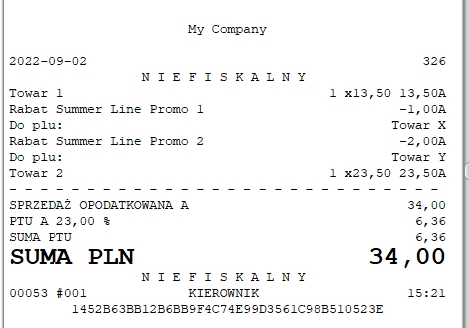 My Company
2022-09-02 326
N I E F I S K A L N Y
Towar 1 1 x13,50 13,50A
Rabat Summer Line Promo 1 -1,00A
Do plu: Towar X
Rabat Summer Line Promo 2 -2,00A
Do plu: Towar Y
Towar 2 1 x23,50 23,50A
- - - - - - - - - - - - - - - - - - - - - - - - - - - - -
SPRZEDAŻ OPODATKOWANA A 34,00
PTU A 23,00 % 6,36
SUMA PTU 6,36
SUMA PLN 34,00
N I E F I S K A L N Y
00053 #001 KIEROWNIK 15:21
1452B63BB12B6BB9F4C74E99D3561C98B510523E